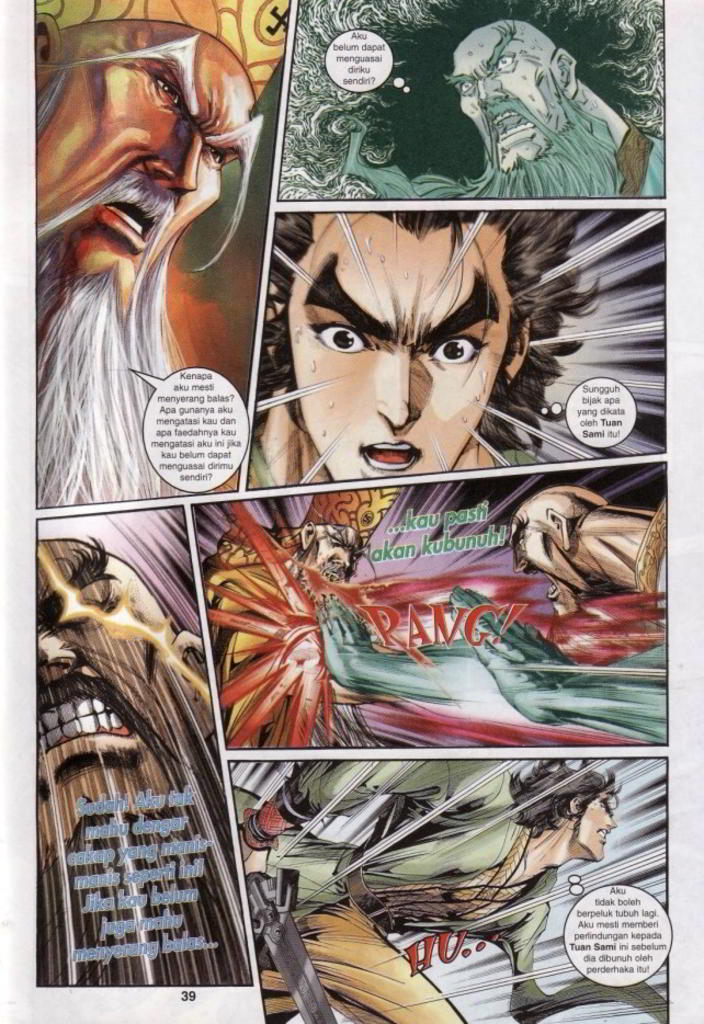 Kenapa
aku mesti
menyerang balas?
Apa gunanya aku
mengatasi kau dan
apa faedahnya kau
mengatasi aku ini jika
kau belum dapat
menguasai dirimu
sendiri?
Aku
belum dapat
menguasai
diriku
sendiri?
Sungguh
bijak apa
yang dikata
oleh Tuan
Sami itu!
Sudah! Aku tak
mahu dengar
cakap yang manis-
manis seperti ini!
Jika kau belum
juga mahu
menyerang balas...
...kau pasti
akan kubunuh!
PANG!
HU...
Aku
tidak boleh
berpeluk tubuh lagi.
Aku mesti memberi
perlindungan kepada
Tuan Sami ini sebelum
dia dibunuh oleh
perderhaka itu!
39